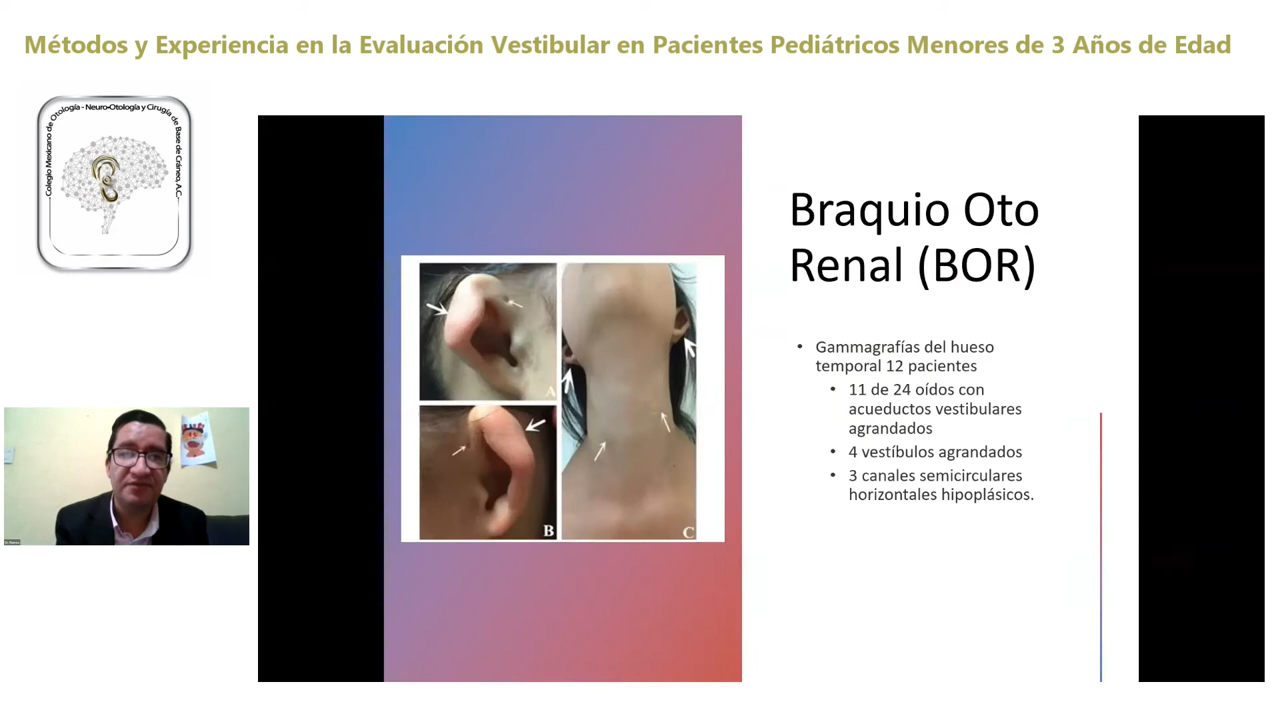 Métodos y Experiencia en la Evaluación Vestibular en Pacientes Pediátricos Menores de 3 Años de Edad
Colegio Mexicano de Otología - Neuro-Otología y Cirugía de Base de Cráneo, A.C.
Braquio Oto
Renal (BOR)
A
B
C
Gammagrafías del hueso
temporal 12 pacientes
11 de 24 oídos con
acueductos vestibulares
agrandados
4 vestíbulos agrandados
3 canales semicirculares
horizontales hipoplásicos.